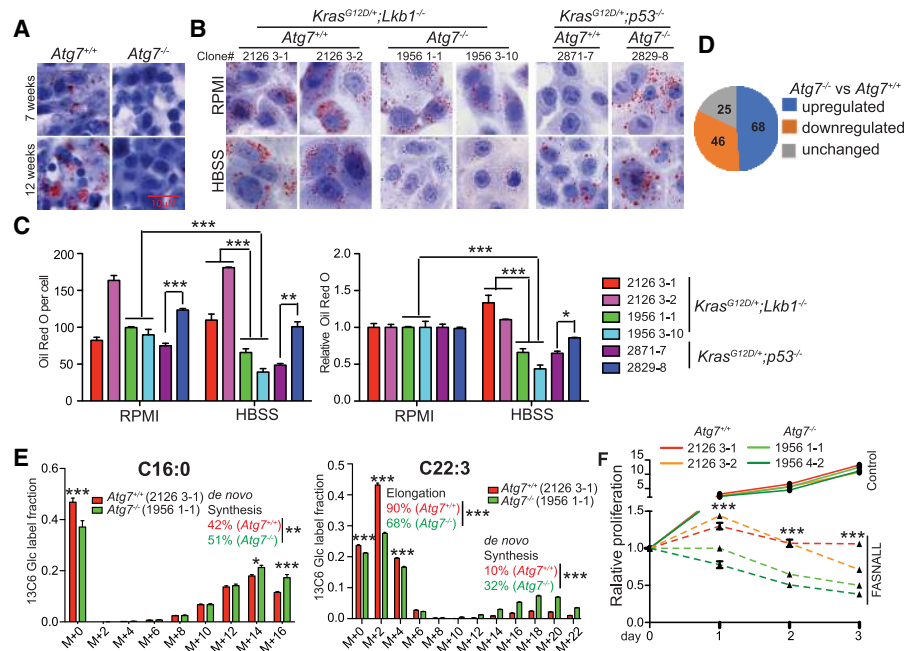 A
Atg7+/+ Atg7-/-
7 weeks
12 weeks
10µm
B
KrasG12D/+;Lkb1-/- KrasG12D/+;p53-/-
Atg7+/+ Atg7-/- Atg7+/+ Atg7-/-
Clone# 2126 3-1 2126 3-2 1956 1-1 1956 3-10 2871-7 2829-8
RPMI
HBSS
D
Atg7-/- vs Atg7+/+
25
68
46
upregulated
downregulated
unchanged
C
Oil Red O per cell
200
150
100
50
0
***
***
***
**
RPMI HBSS
Relative Oil Red O
2.0
1.5
1.0
0.5
0.0
***
***
*
RPMI HBSS
2126 3-1
2126 3-2
1956 1-1
1956 3-10
2871-7
2829-8
KrasG12D/+;Lkb1-/-
KrasG12D/+;p53-/-
E
C16:0
13C6 Glc label fraction
0.6
0.4
0.2
0.0
***
Atg7+/+ (2126 3-1)
Atg7-/- (1956 1-1)
de novo
Synthesis
42% (Atg7+/+)
51% (Atg7-/-)
***
*
***
M+0 M+2 M+4 M+6 M+8 M+10 M+12 M+14 M+16
C22:3
13C6 Glc label fraction
0.5
0.4
0.3
0.2
0.1
0.0
***
***
***
Elongation
90% (Atg7+/+)
68% (Atg7-/-)
***
Atg7+/+ (2126 3-1)
Atg7-/- (1956 1-1)
de novo
Synthesis
10% (Atg7+/+)
32% (Atg7-/-)
***
M+0 M+2 M+4 M+6 M+8 M+10 M+12 M+14 M+16 M+18 M+20 M+22
F
Atg7+/+ Atg7-/-
2126 3-1 1956 1-1
2126 3-2 1956 4-2
Ralative proliferation
15
10
5
1.5
1.0
0.5
0.0
***
***
***
Control
FASNALL
day 0 1 2 3